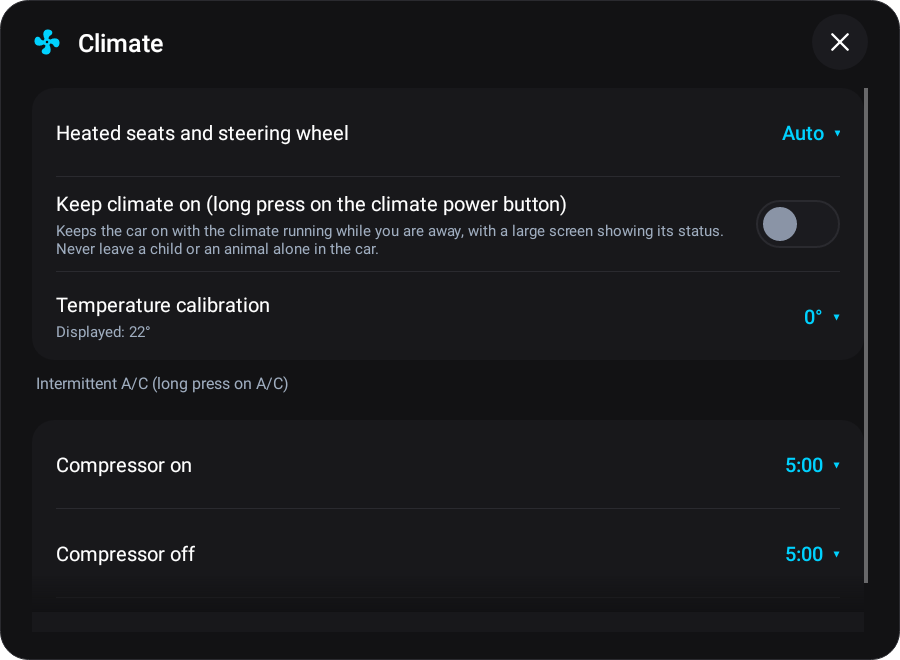 Climate
Heated seats and steering wheel
Auto
Keep climate on (long press on the climate power button)
Keeps the car on with the climate running while you are away, with a large screen showing its status.
Never leave a child or an animal alone in the car.
Temperature calibration
Displayed: 22°
0°
Intermittent A/C (long press on A/C)
Compressor on
5:00
Compressor off
5:00